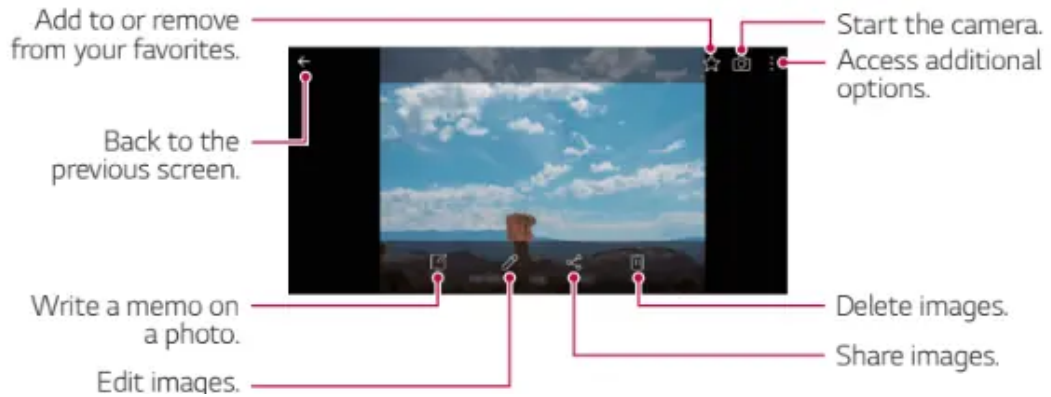 Add to or remove
from your favorites.
Start the camera.
Access additional
options.
Back to the
previous screen.
Write a memo on
a photo.
Delete images.
Share images.
Edit images.